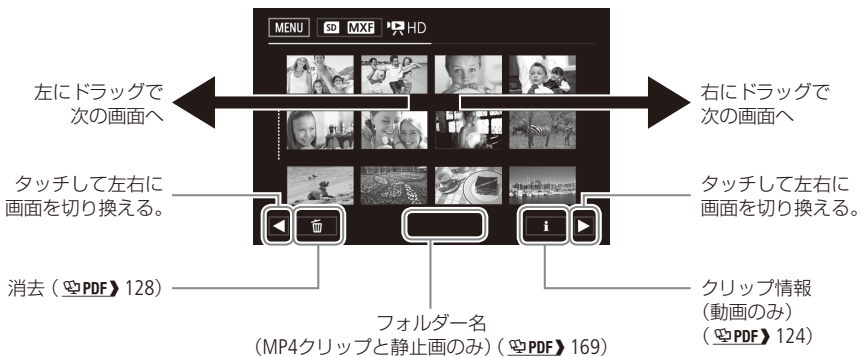 MENU SD MXF HD
左にドラッグで
次の画面へ
右にドラッグで
次の画面へ
タッチして左右に
画面を切り換える。
タッチして左右に
画面を切り換える。
i
消去（ PDF 128）
フォルダー名
（MP4クリップと静止画のみ）（ PDF 169）
クリップ情報
（動画のみ）
（ PDF 124）